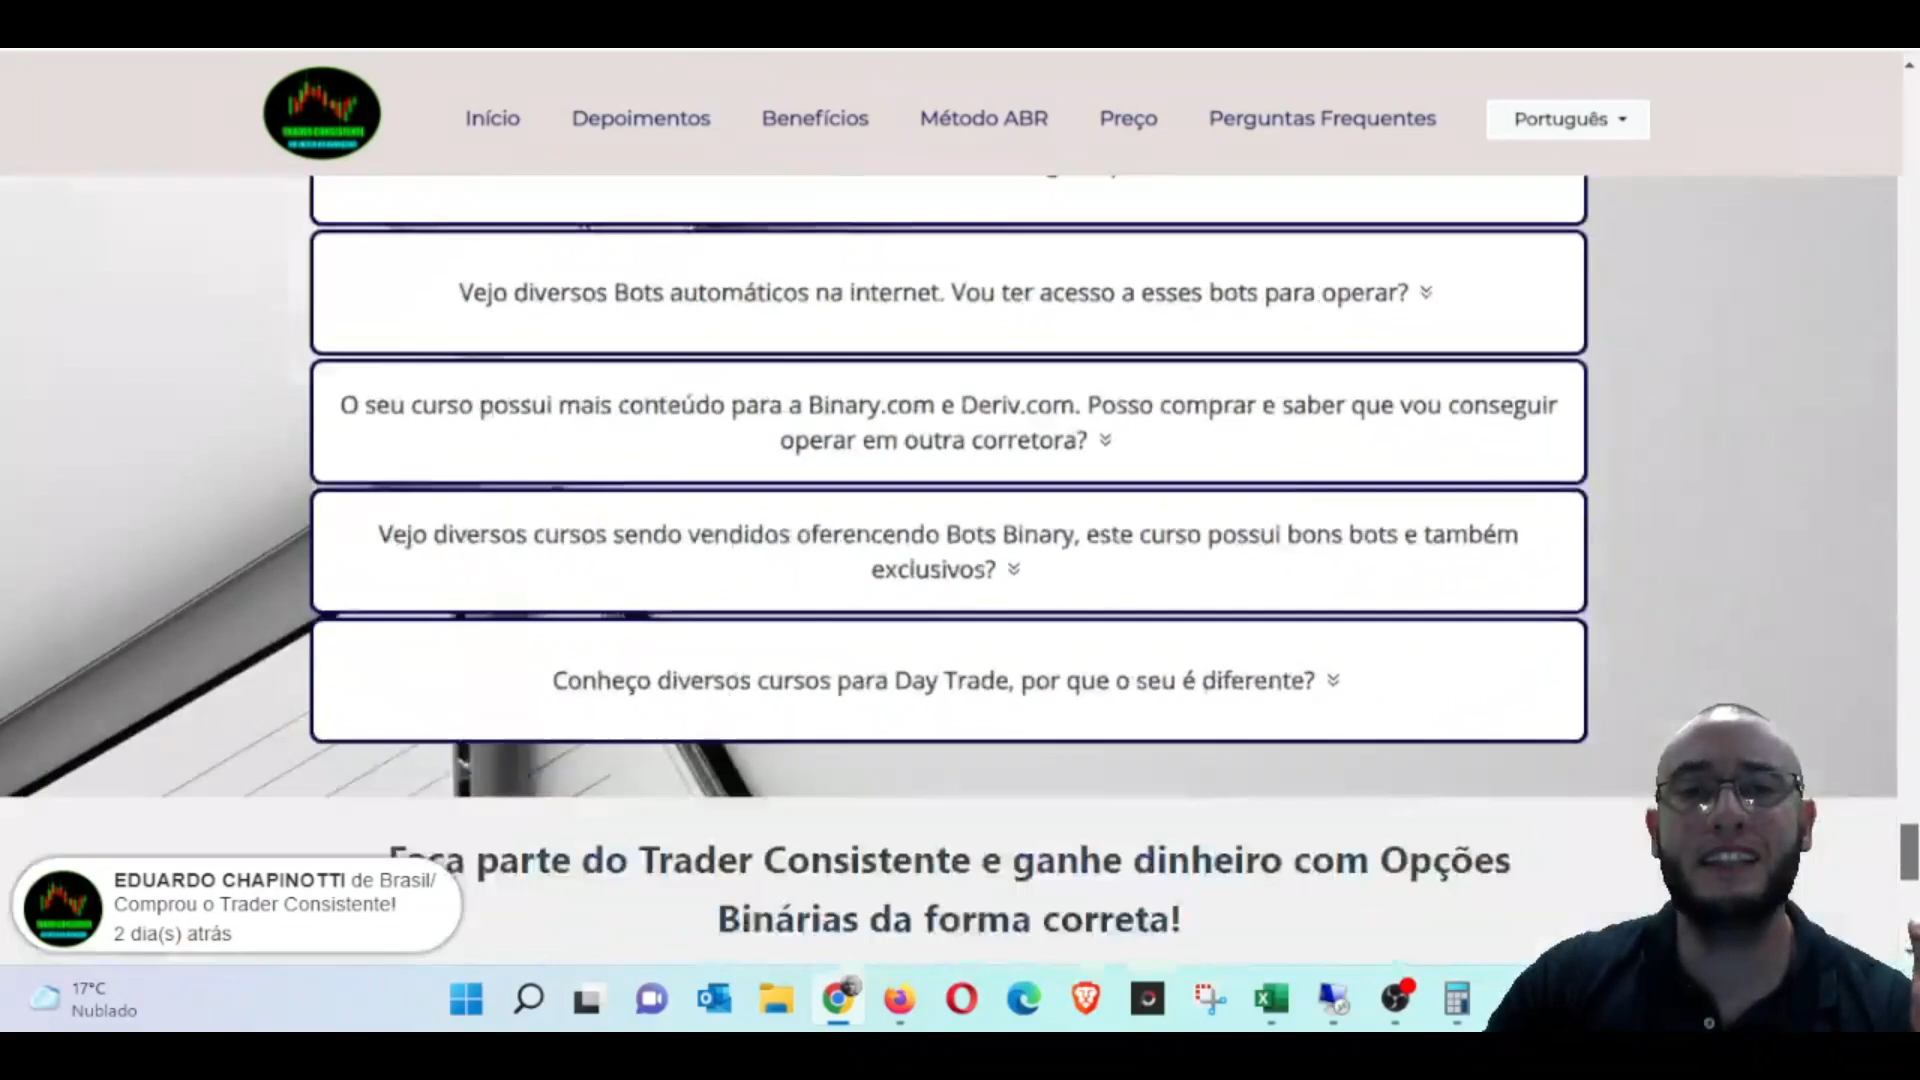 Início
Depoimentos
Benefícios
Método ABR
Preço
Perguntas Frequentes
Português
TRADER CONSISTENTE
Vejo diversos Bots automáticos na internet. Vou ter acesso a esses bots para operar?
O seu curso possui mais conteúdo para a Binary.com e Deriv.com. Posso comprar e saber que vou conseguir
operar em outra corretora?
Vejo diversos cursos sendo vendidos oferencendo Bots Binary, este curso possui bons bots e também
exclusivos?
Conheço diversos cursos para Day Trade, por que o seu é diferente?
Faça parte do Trader Consistente e ganhe dinheiro com Opções
Binárias da forma correta!
EDUARDO CHAPINOTTI de Brasil/
Comprou o Trader Consistente!
2 dia(s) atrás
17°C
Nublado